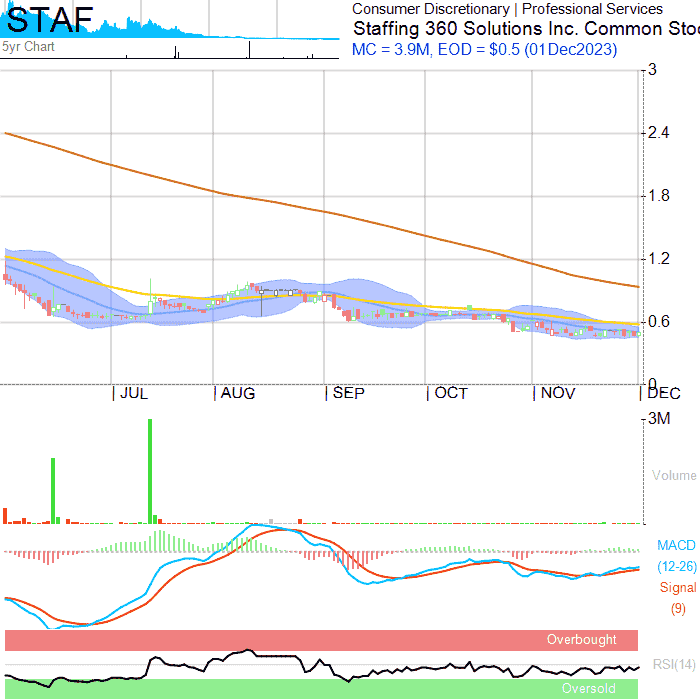 STAF
5yr Chart
Consumer Discretionary | Professional Services
Staffing 360 Solutions Inc. Common Stoc
MC = 3.9M, EOD = $0.5 (01Dec2023)
3
2.4
1.8
1.2
0.6
0
JUL
AUG
SEP
OCT
NOV
DEC
3M
Volume
MACD
(12-26)
Signal
(9)
Overbought
RSI(14)
Oversold